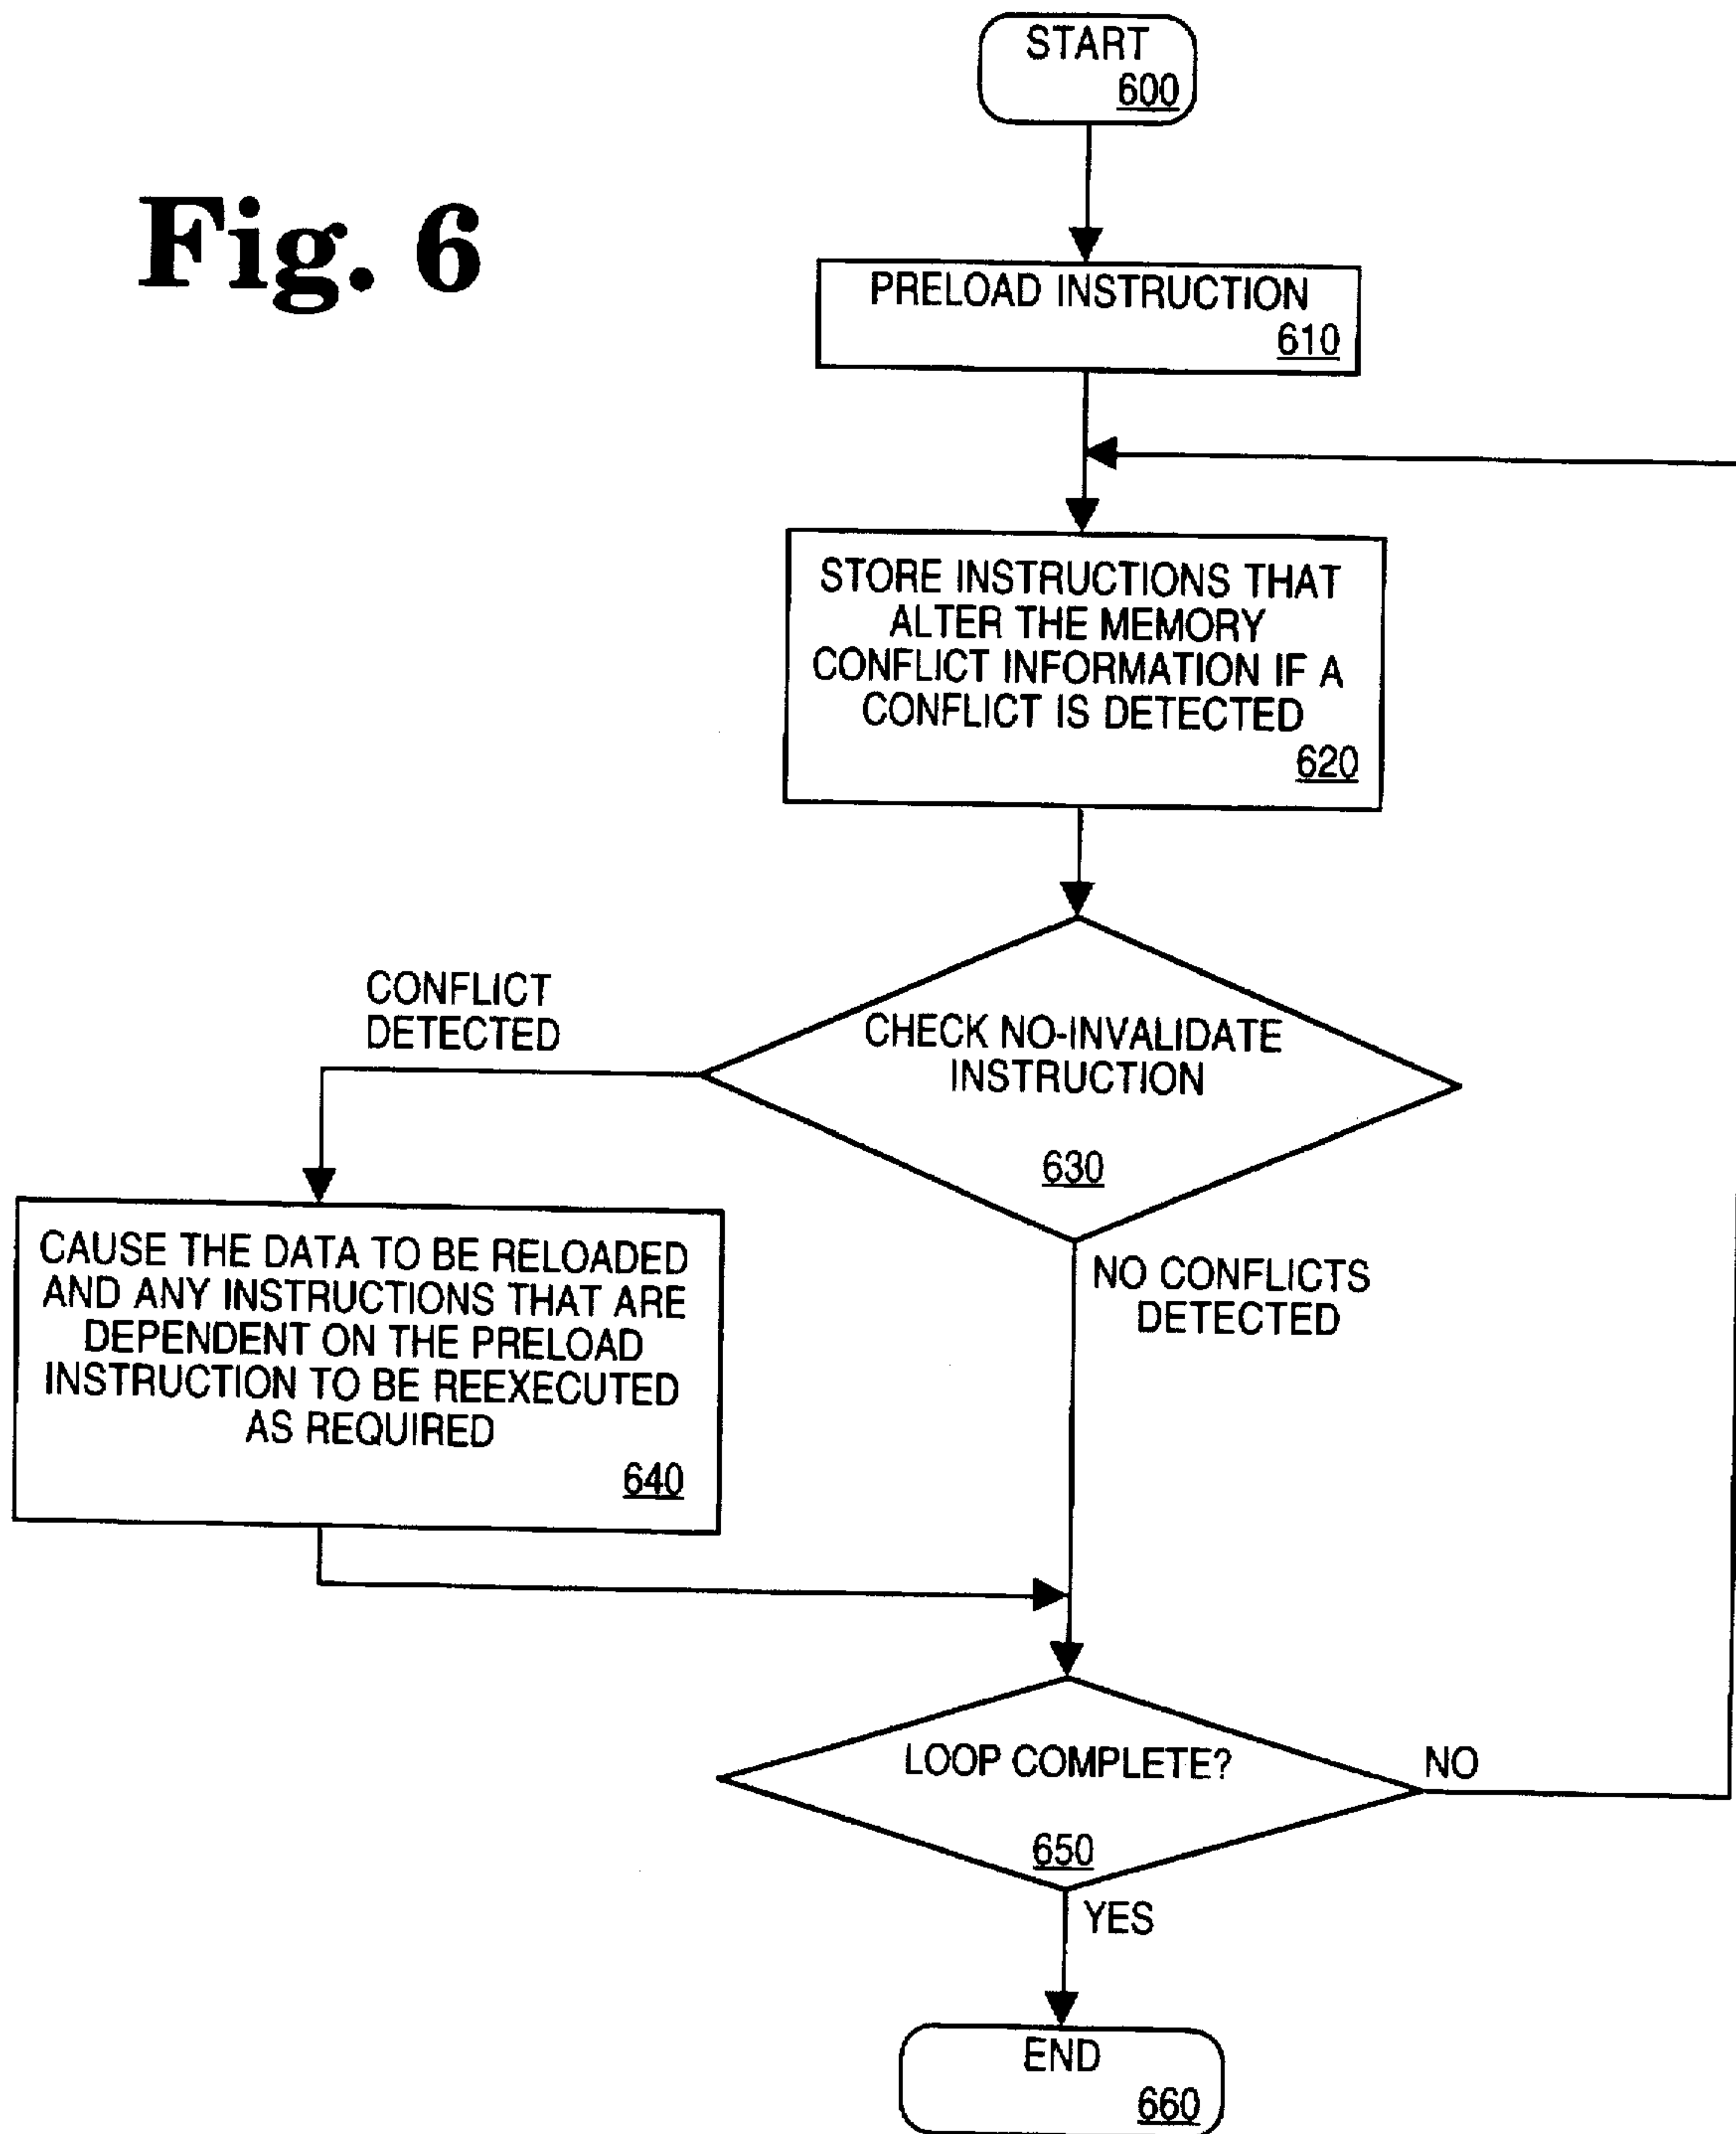 START
600
Fig. 6
PRELOAD INSTRUCTION
610
STORE INSTRUCTIONS THAT
ALTER THE MEMORY
CONFLICT INFORMATION IF A
CONFLICT IS DETECTED
620
CONFLICT
DETECTED
CHECK NO-INVALIDATE
INSTRUCTION
630
CAUSE THE DATA TO BE RELOADED
AND ANY INSTRUCTIONS THAT ARE
DEPENDENT ON THE PRELOAD
INSTRUCTION TO BE REEXECUTED
AS REQUIRED
640
NO CONFLICTS
DETECTED
LOOP COMPLETE?
650
NO
YES
END
660